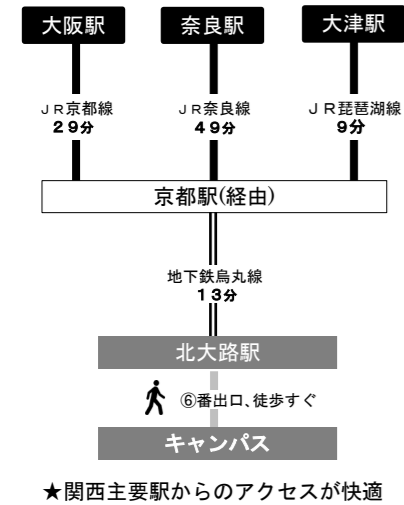 大阪駅 奈良駅 大津駅
ＪＲ京都線 ＪＲ奈良線 ＪＲ琵琶湖線
２９分 ４９分 ９分
京都駅(経由)
地下鉄烏丸線
１３分
北大路駅
⑥番出口､徒歩すぐ
キャンパス
★関西主要駅からのアクセスが快適